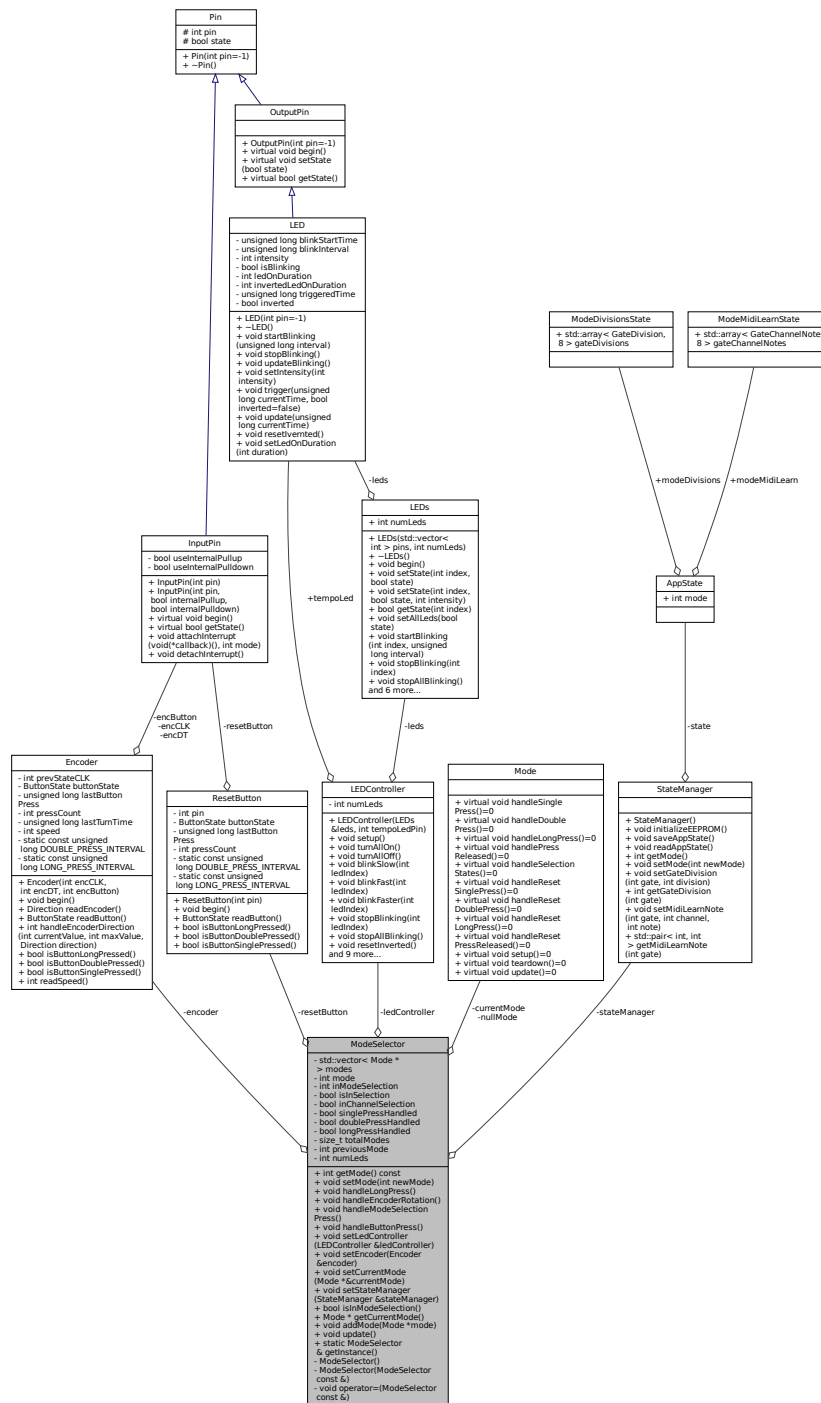 Pin
# int pin
# bool state
+ Pin(int pin=-1)
+ ~Pin()
OutputPin
+ OutputPin(int pin=-1)
+ virtual void begin()
+ virtual void setState
(bool state)
+ virtual bool getState()
LED
- unsigned long blinkStartTime
- unsigned long blinkInterval
- int intensity
- bool isBlinking
- int ledOnDuration
- int invertedLedOnDuration
- unsigned long triggeredTime
- bool inverted
+ LED(int pin=-1)
+ ~LED()
+ void startBlinking
(unsigned long interval)
+ void stopBlinking()
+ void updateBlinking()
+ void setIntensity(int
intensity)
+ void trigger(unsigned
long currentTime, bool
inverted=false)
+ void update(unsigned
long currentTime)
+ void resetIvernted()
+ void setLedOnDuration
(int duration)
ModeDivisionsState
+ std::array< GateDivision,
8 > gateDivisions
ModeMidiLearnState
+ std::array< GateChannelNote
8 > gateChannelNotes
-leds
+modeDivisions
+modeMidiLearn
LEDs
+ int numLeds
+ LEDs(std::vector<
int > pins, int numLeds)
+ ~LEDs()
+ void begin()
+ void setState(int index,
bool state)
+ void setState(int index,
bool state, int intensity)
+ bool getState(int index)
+ void setAllLeds(bool
state)
+ void startBlinking
(int index, unsigned
long interval)
+ void stopBlinking(int
index)
+ void stopAllBlinking()
and 6 more...
InputPin
- bool useInternalPullup
- bool useInternalPulldown
+ InputPin(int pin)
+ InputPin(int pin,
bool internalPullup,
bool internalPulldown)
+ virtual void begin()
+ virtual bool getState()
+ void attachInterrupt
(void(*callback)(), int mode)
+ void detachInterrupt()
+tempoLed
AppState
+ int mode
-encButton
-encCLK
-encDT
-resetButton
-leds
-state
Encoder
- int prevStateCLK
- ButtonState buttonState
- unsigned long lastButton
Press
- int pressCount
- unsigned long lastTurnTime
- int speed
- static const unsigned
long DOUBLE_PRESS_INTERVAL
- static const unsigned
long LONG_PRESS_INTERVAL
+ Encoder(int encCLK,
int encDT, int encButton)
+ void begin()
+ Direction readEncoder()
+ ButtonState readButton()
+ int handleEncoderDirection
(int currentValue, int maxValue,
Direction direction)
+ bool isButtonLongPressed()
+ bool isButtonDoublePressed()
+ bool isButtonSinglePressed()
+ int readSpeed()
ResetButton
- int pin
- ButtonState buttonState
- unsigned long lastButton
Press
- int pressCount
- static const unsigned
long DOUBLE_PRESS_INTERVAL
- static const unsigned
long LONG_PRESS_INTERVAL
+ ResetButton(int pin)
+ void begin()
+ ButtonState readButton()
+ bool isButtonLongPressed()
+ bool isButtonDoublePressed()
+ bool isButtonSinglePressed()
LEDController
- int numLeds
+ LEDController(LEDs
&leds, int tempoLedPin)
+ void setup()
+ void turnAllOn()
+ void turnAllOff()
+ void blinkSlow(int
ledIndex)
+ void blinkFast(int
ledIndex)
+ void blinkFaster(int
ledIndex)
+ void stopBlinking(int
ledIndex)
+ void stopAllBlinking()
+ void resetInverted()
and 9 more...
Mode
+ virtual void handleSingle
Press()=0
+ virtual void handleDouble
Press()=0
+ virtual void handleLongPress()=0
+ virtual void handlePress
Released()=0
+ virtual void handleSelection
States()=0
+ virtual void handleReset
SinglePress()=0
+ virtual void handleReset
DoublePress()=0
+ virtual void handleReset
LongPress()=0
+ virtual void handleReset
PressReleased()=0
+ virtual void setup()=0
+ virtual void teardown()=0
+ virtual void update()=0
StateManager
+ StateManager()
+ void initializeEEPROM()
+ void saveAppState()
+ void readAppState()
+ int getMode()
+ void setMode(int newMode)
+ void setGateDivision
(int gate, int division)
+ int getGateDivision
(int gate)
+ void setMidiLearnNote
(int gate, int channel,
int note)
+ std::pair< int, int
> getMidiLearnNote
(int gate)
-encoder
-resetButton
-ledController
-currentMode
-nullMode
-stateManager
ModeSelector
- std::vector< Mode *
> modes
- int mode
- int inModeSelection
- bool isInSelection
- bool inChannelSelection
- bool singlePressHandled
- bool doublePressHandled
- bool longPressHandled
- size_t totalModes
- int previousMode
- int numLeds
+ int getMode() const
+ void setMode(int newMode)
+ void handleLongPress()
+ void handleEncoderRotation()
+ void handleModeSelection
Press()
+ void handleButtonPress()
+ void setLedController
(LEDController &ledController)
+ void setEncoder(Encoder
&encoder)
+ void setCurrentMode
(Mode *&currentMode)
+ void setStateManager
(StateManager &stateManager)
+ bool isInModeSelection()
+ Mode * getCurrentMode()
+ void addMode(Mode *mode)
+ void update()
+ static ModeSelector
& getInstance()
- ModeSelector()
- ModeSelector(ModeSelector
const &)
- void operator=(ModeSelector
const &)